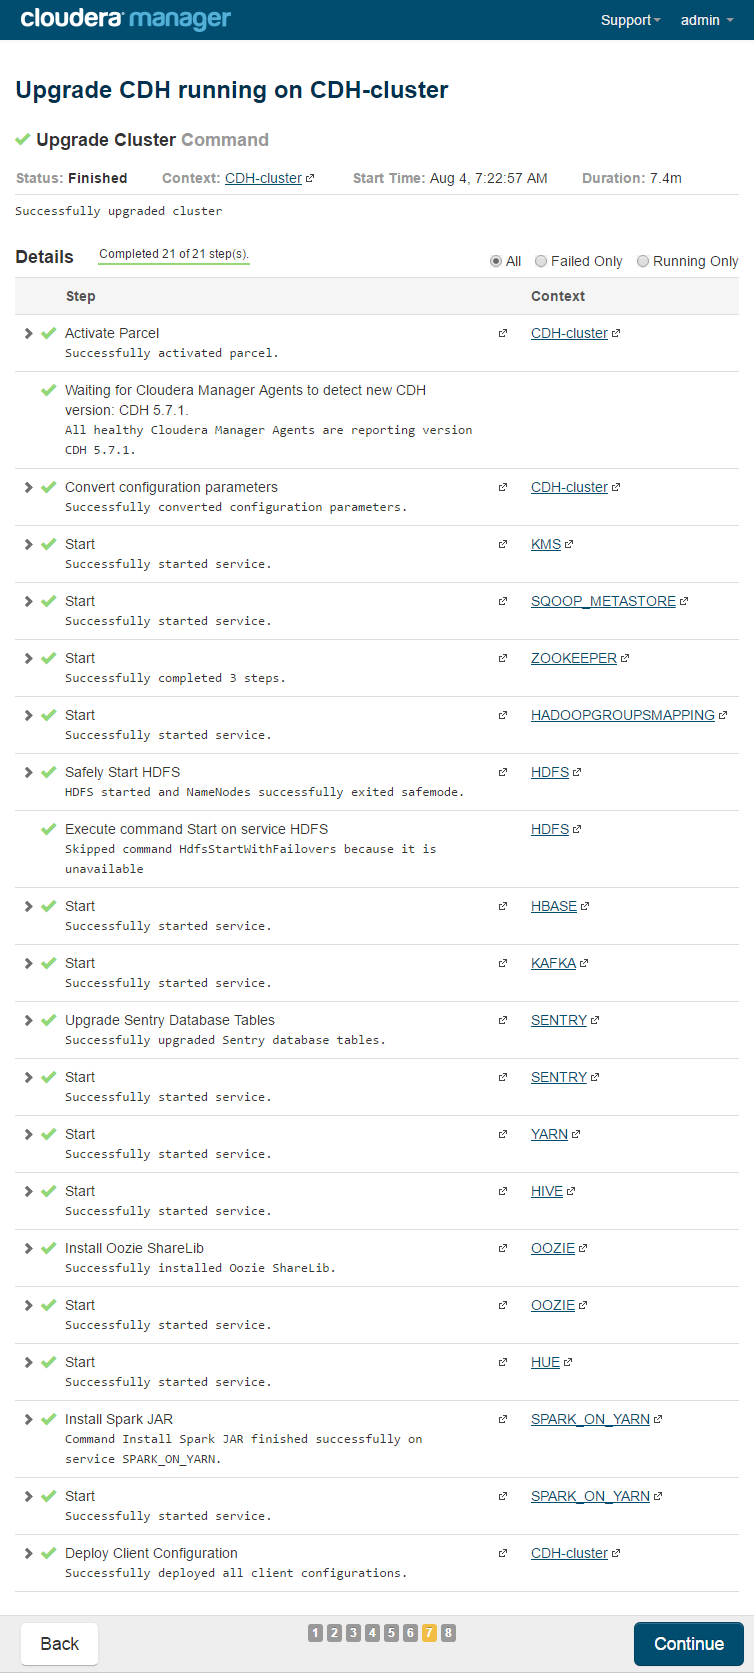 cloudera manager Support admin
Upgrade CDH running on CDH-cluster
Upgrade Cluster Command
Status: Finished Context: CDH-cluster Start Time: Aug 4, 7:22:57 AM Duration: 7.4m
Successfully upgraded cluster
Details Completed 21 of 21 step(s). All Failed Only Running Only
Step Context
Activate Parcel CDH-cluster
Successfully activated parcel.
Waiting for Cloudera Manager Agents to detect new CDH
version: CDH 5.7.1.
All healthy Cloudera Manager Agents are reporting version
CDH 5.7.1.
Convert configuration parameters CDH-cluster
Successfully converted configuration parameters.
Start KMS
Successfully started service.
Start SQOOP_METASTORE
Successfully started service.
Start ZOOKEEPER
Successfully completed 3 steps.
Start HADOOPGROUPSMAPPING
Successfully started service.
Safely Start HDFS HDFS
HDFS started and NameNodes successfully exited safemode.
Execute command Start on service HDFS HDFS
Skipped command HdfsStartWithFailovers because it is
unavailable
Start HBASE
Successfully started service.
Start KAFKA
Successfully started service.
Upgrade Sentry Database Tables SENTRY
Successfully upgraded Sentry database tables.
Start SENTRY
Successfully started service.
Start YARN
Successfully started service.
Start HIVE
Successfully started service.
Install Oozie ShareLib OOZIE
Successfully installed Oozie ShareLib.
Start OOZIE
Successfully started service.
Start HUE
Successfully started service.
Install Spark JAR SPARK_ON_YARN
Command Install Spark JAR finished successfully on
service SPARK_ON_YARN.
Start SPARK_ON_YARN
Successfully started service.
Deploy Client Configuration CDH-cluster
Successfully deployed all client configurations.
Back 1 2 3 4 5 6 7 8 Continue